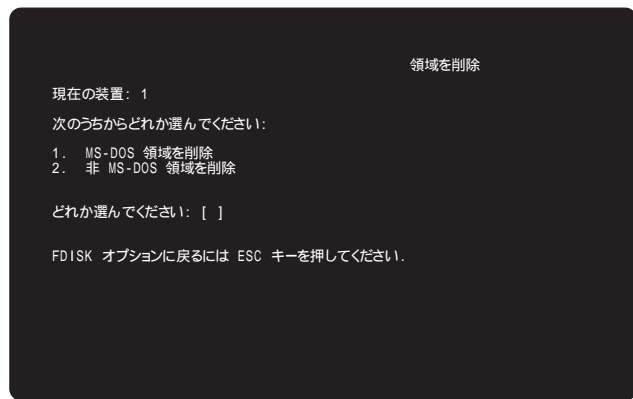 領域を削除
現在の装置: 1
次のうちからどれか選んでください:
1. MS-DOS 領域を削除
2. 非 MS-DOS 領域を削除
どれか選んでください: [ ]
FDISK オプションに戻るには ESC キーを押してください.